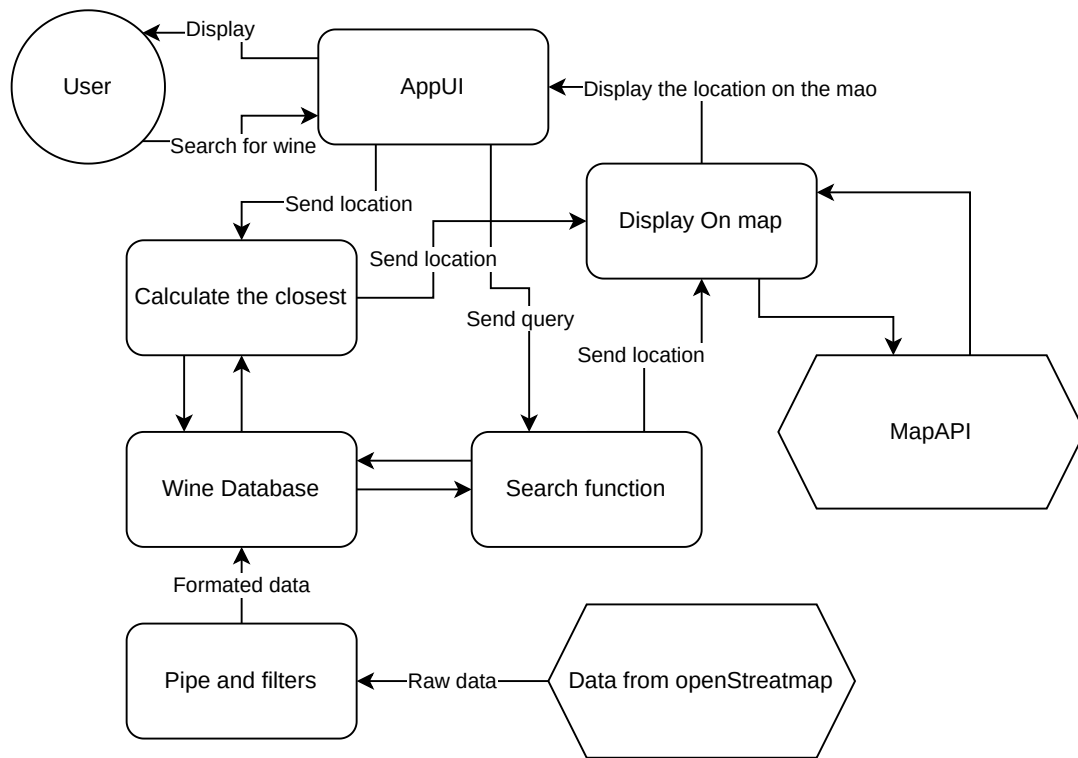 Display
User
AppUI
Display the location on the mao
Search for wine
Send location
Display On map
Send location
Calculate the closest
Send query
Send location
MapAPI
Wine Database
Search function
Formated data
Pipe and filters
Raw data
Data from openStreatmap